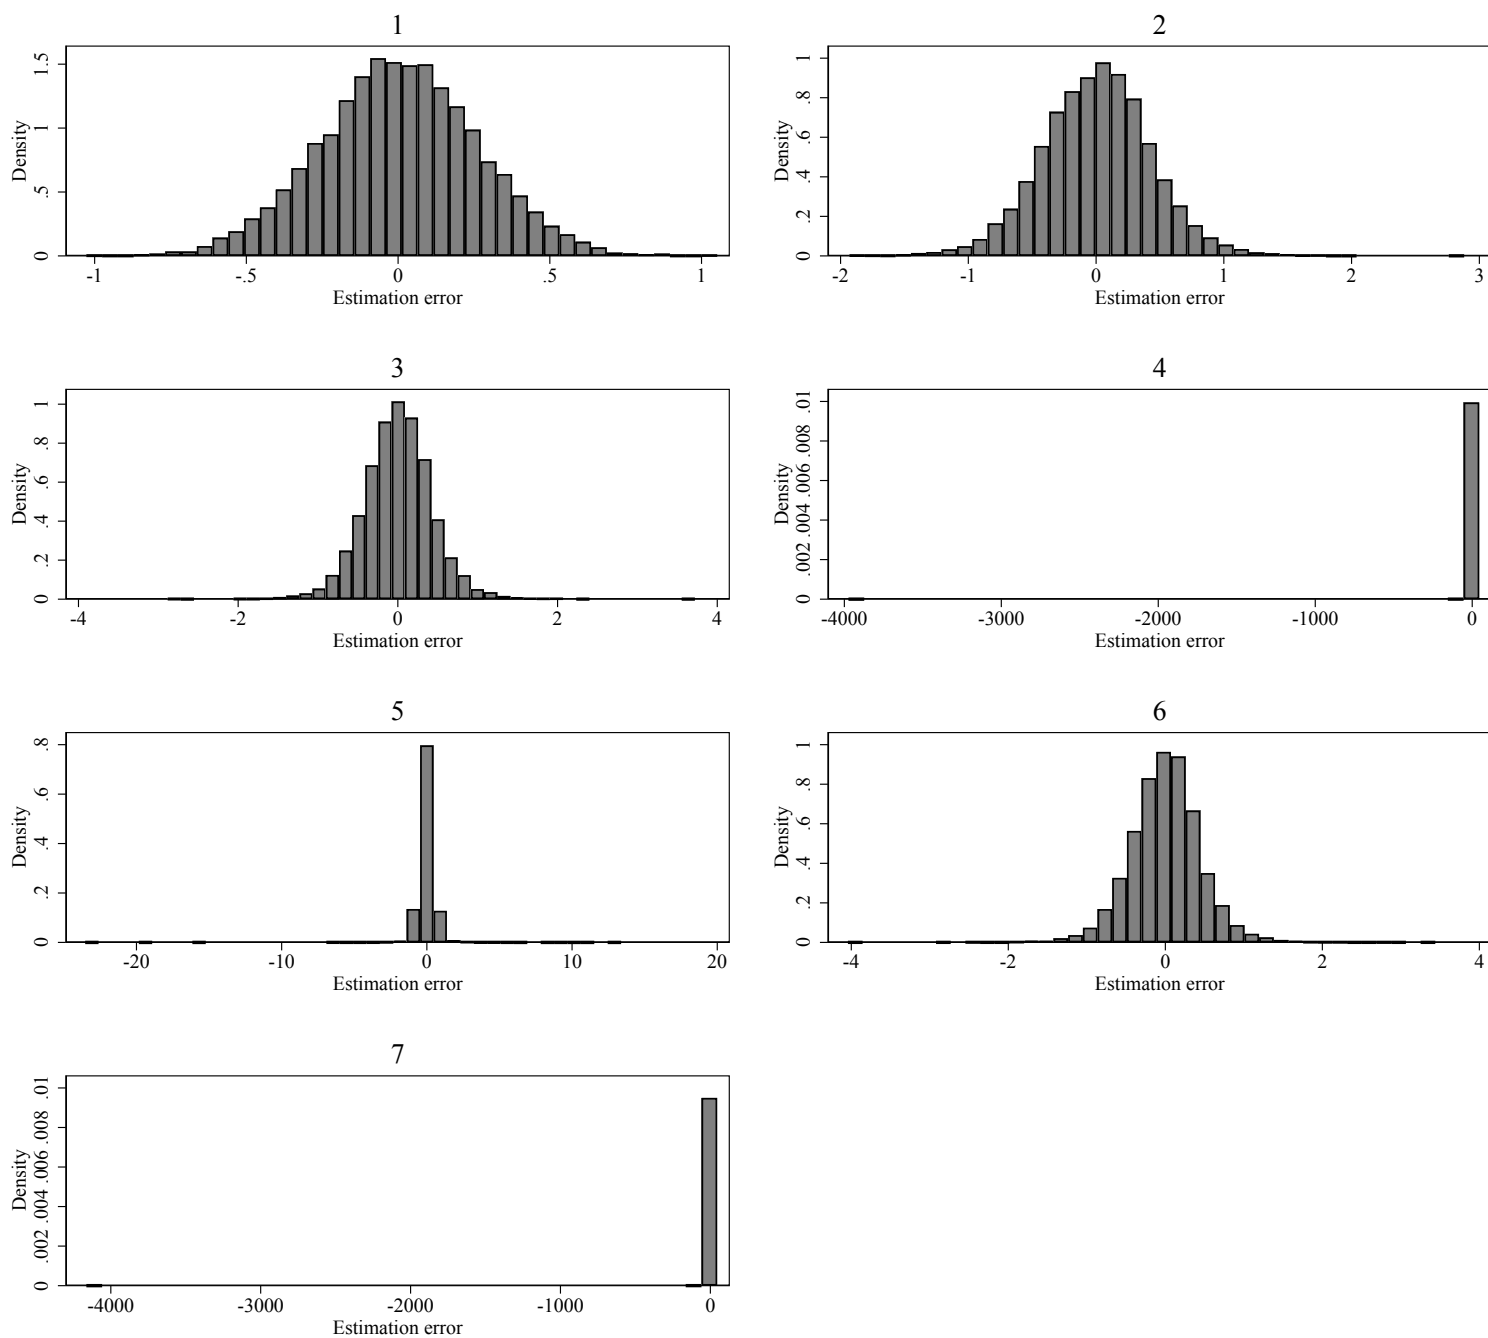 1
Density
0 .5 1 1.5
-1 -.5 0 .5 1
Estimation error
2
Density
0 .2 .4 .6 .8 1
-2 -1 0 1 2 3
Estimation error
3
Density
0 .2 .4 .6 .8 1
-4 -2 0 2 4
Estimation error
4
Density
0 .002 .004 .006 .008 .01
-4000 -3000 -2000 -1000 0
Estimation error
5
Density
0 .2 .4 .6 .8
-20 -10 0 10 20
Estimation error
6
Density
0 .2 .4 .6 .8 1
-4 -2 0 2 4
Estimation error
7
Density
0 .002 .004 .006 .008 .01
-4000 -3000 -2000 -1000 0
Estimation error